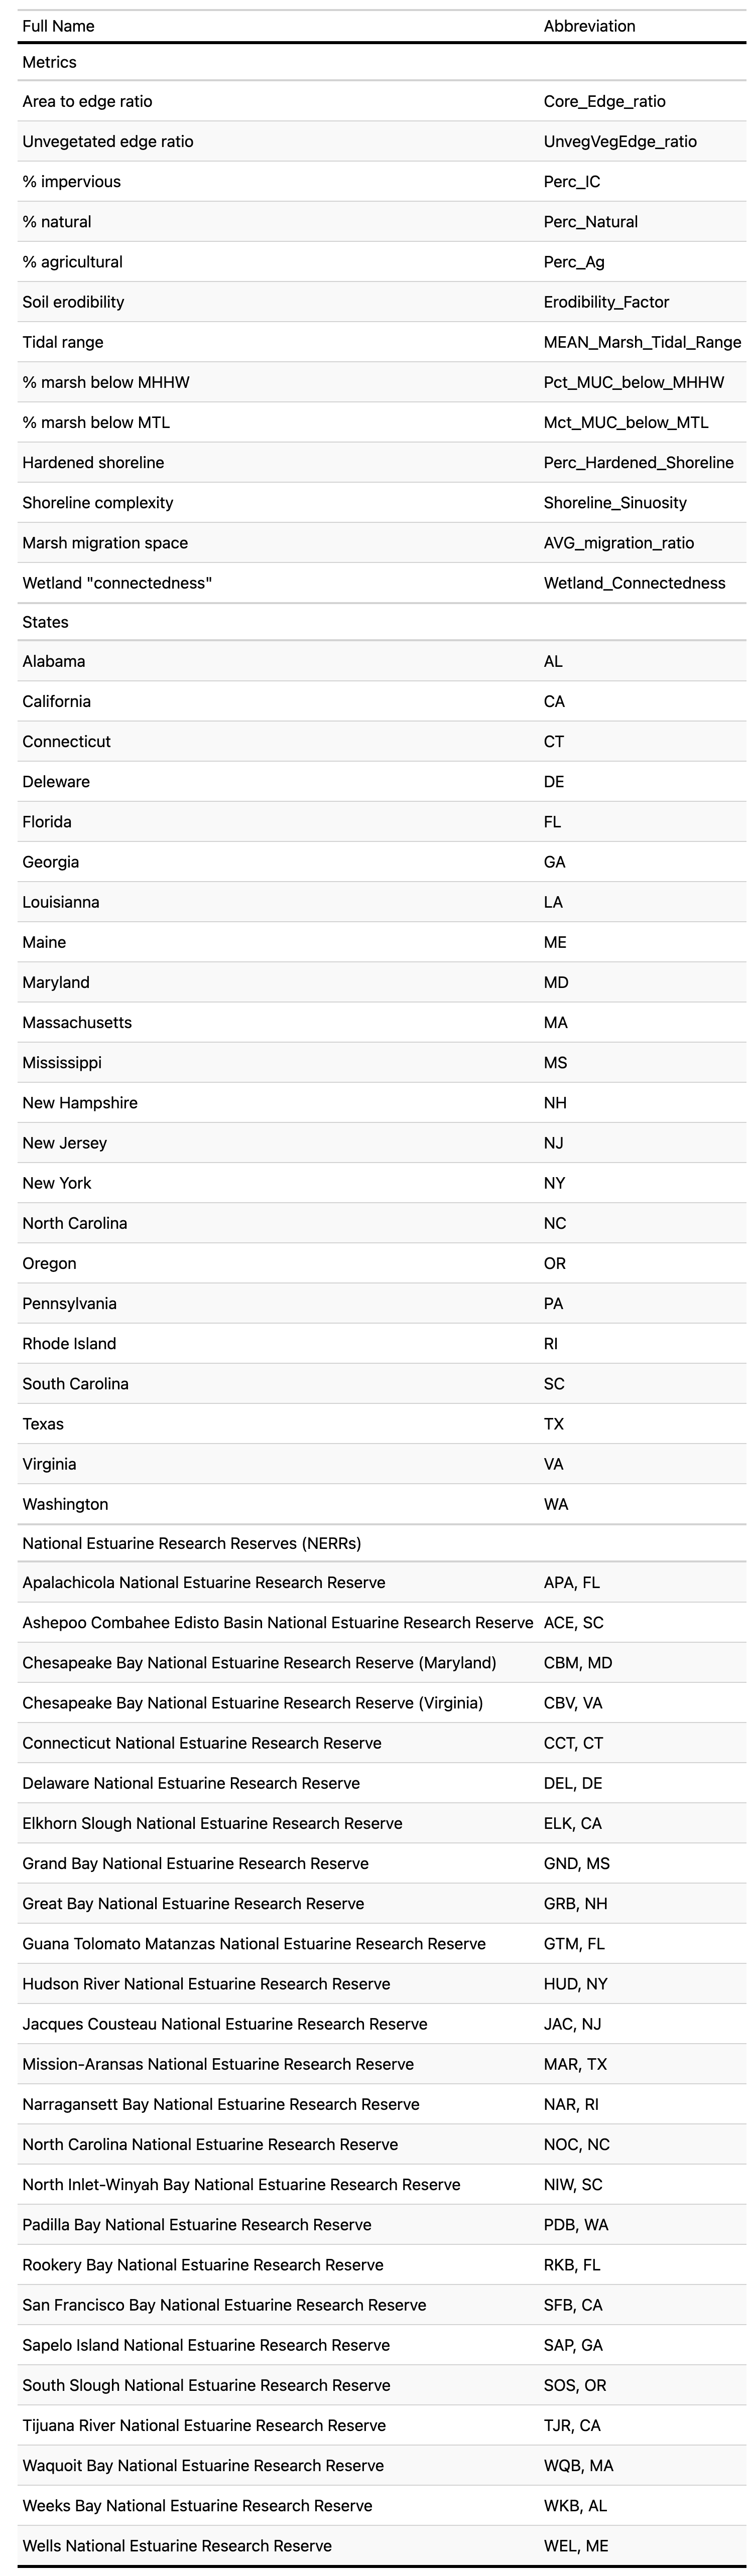 Full Name Abbreviation
Metrics
Area to edge ratio Core_Edge_ratio
Unvegetated edge ratio UnvegVegEdge_ratio
% impervious Perc_IC
% natural Perc_Natural
% agricultural Perc_Ag
Soil erodibility Erodibility_Factor
Tidal range MEAN_Marsh_Tidal_Range
% marsh below MHHW Pct_MUC_below_MHHW
% marsh below MTL Mct_MUC_below_MTL
Hardened shoreline Perc_Hardened_Shoreline
Shoreline complexity Shoreline_Sinuosity
Marsh migration space AVG_migration_ratio
Wetland "connectedness" Wetland_Connectedness
States
Alabama AL
California CA
Connecticut CT
Deleware DE
Florida FL
Georgia GA
Louisianna LA
Maine ME
Maryland MD
Massachusetts MA
Mississippi MS
New Hampshire NH
New Jersey NJ
New York NY
North Carolina NC
Oregon OR
Pennsylvania PA
Rhode Island RI
South Carolina SC
Texas TX
Virginia VA
Washington WA
National Estuarine Research Reserves (NERRs)
Apalachicola National Estuarine Research Reserve APA, FL
Ashepoo Combahee Edisto Basin National Estuarine Research Reserve ACE, SC
Chesapeake Bay National Estuarine Research Reserve (Maryland) CBM, MD
Chesapeake Bay National Estuarine Research Reserve (Virginia) CBV, VA
Connecticut National Estuarine Research Reserve CCT, CT
Delaware National Estuarine Research Reserve DEL, DE
Elkhorn Slough National Estuarine Research Reserve ELK, CA
Grand Bay National Estuarine Research Reserve GND, MS
Great Bay National Estuarine Research Reserve GRB, NH
Guana Tolomato Matanzas National Estuarine Research Reserve GTM, FL
Hudson River National Estuarine Research Reserve HUD, NY
Jacques Cousteau National Estuarine Research Reserve JAC, NJ
Mission-Aransas National Estuarine Research Reserve MAR, TX
Narragansett Bay National Estuarine Research Reserve NAR, RI
North Carolina National Estuarine Research Reserve NOC, NC
North Inlet-Winyah Bay National Estuarine Research Reserve NIW, SC
Padilla Bay National Estuarine Research Reserve PDB, WA
Rookery Bay National Estuarine Research Reserve RKB, FL
San Francisco Bay National Estuarine Research Reserve SFB, CA
Sapelo Island National Estuarine Research Reserve SAP, GA
South Slough National Estuarine Research Reserve SOS, OR
Tijuana River National Estuarine Research Reserve TJR, CA
Waquoit Bay National Estuarine Research Reserve WQB, MA
Weeks Bay National Estuarine Research Reserve WKB, AL
Wells National Estuarine Research Reserve WEL, ME